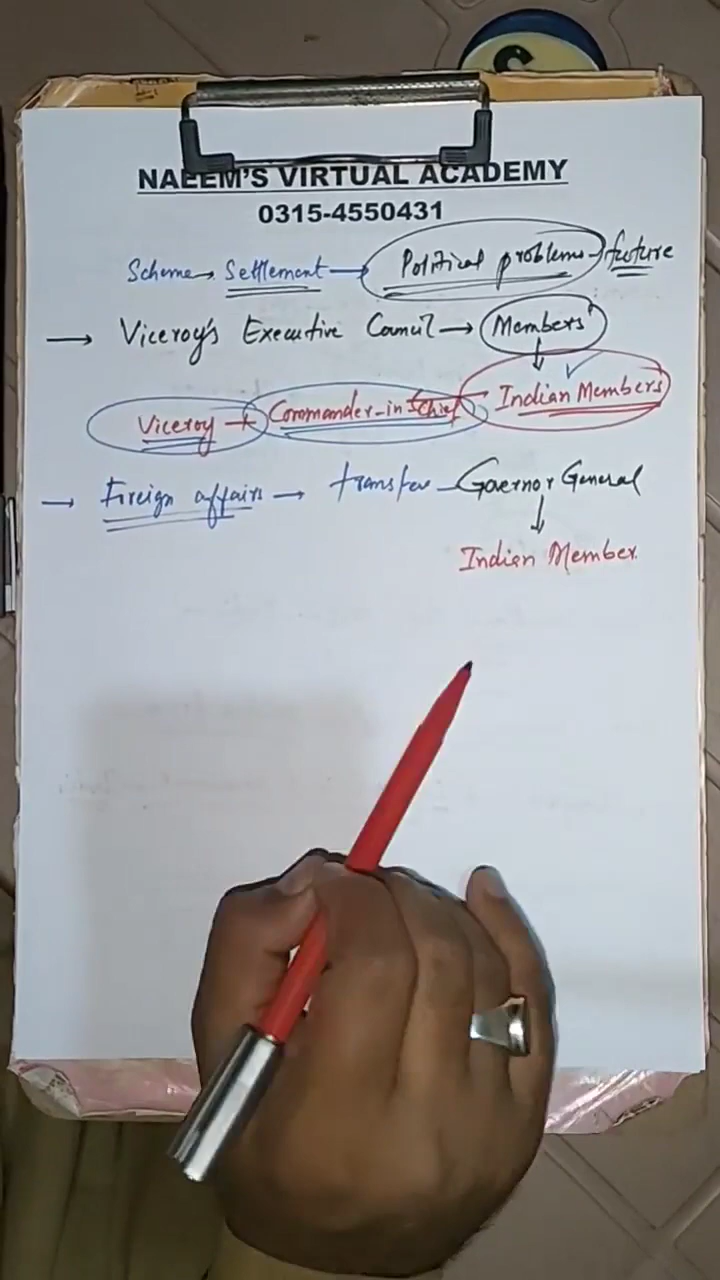 NAEEM'S VIRTUAL ACADEMY
0315-4550431
Scheme → Settlement → Political problems → future
→ Viceroy's Executive Council → Members
Viceroy + Commander-in-Chief Indian Members
→ Foreign affairs → transfer Governor General
Indian Member